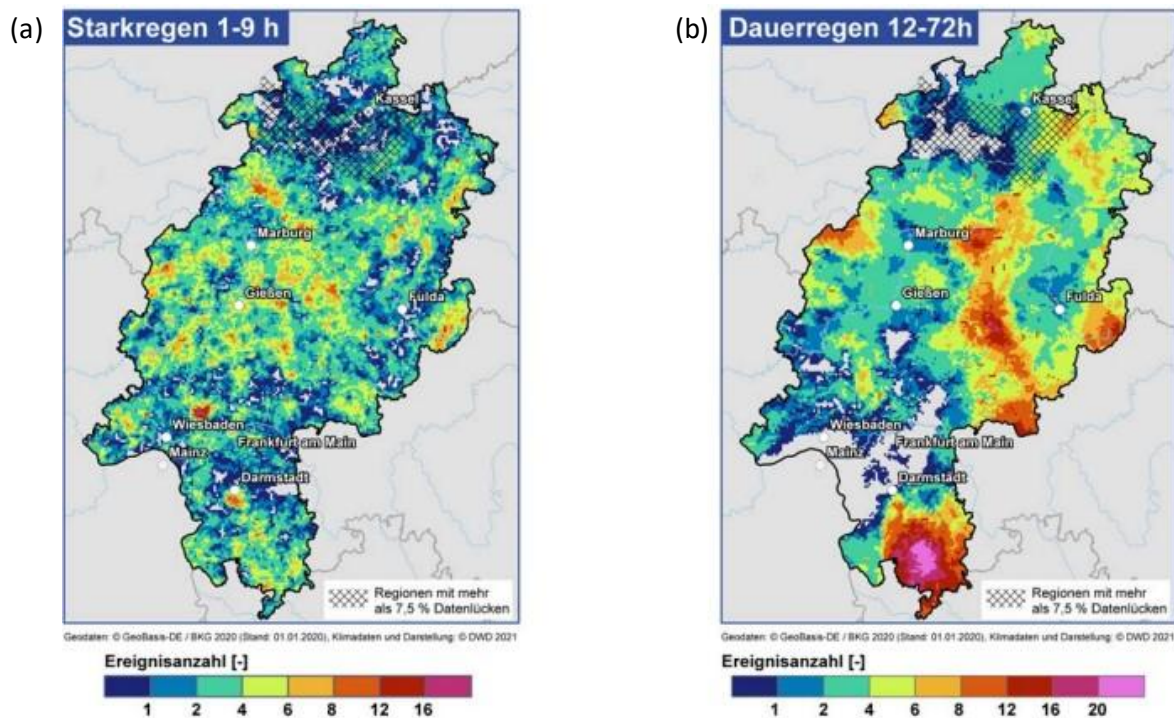 (a)
Starkregen 1-9 h
Kassel
Marburg
Gießen
Fulda
Wiesbaden
Frankfurt am Main
Mainz
Darmstadt
Regionen mit mehr
als 7,5 % Datenlücken
Geodaten: © GeoBasis-DE / BKG 2020 (Stand: 01.01.2020), Klimadaten und Darstellung: © DWD 2021
Ereignisanzahl [-]
1 2 4 6 8 12 16
(b)
Dauerregen 12-72h
Kassel
Marburg
Gießen
Fulda
Wiesbaden
Frankfurt am Main
Mainz
Darmstadt
Regionen mit mehr
als 7,5 % Datenlücken
Geodaten: © GeoBasis-DE / BKG 2020 (Stand: 01.01.2020), Klimadaten und Darstellung: © DWD 2021
Ereignisanzahl [-]
1 2 4 6 8 12 16 20